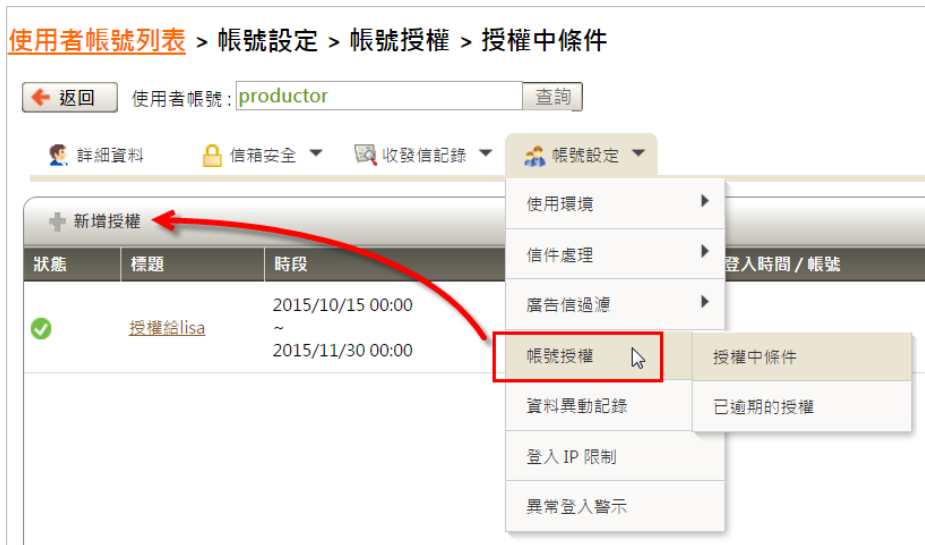 使用者帳號列表 > 帳號設定 > 帳號授權 > 授權中條件
返回 使用者帳號 : productor 查詢
詳細資料 信箱安全 收發信記錄 帳號設定
新增授權
狀態 標題 時段 登入時間 / 帳號
授權給lisa
2015/10/15 00:00
~
2015/11/30 00:00
使用環境
信件處理
廣告信過濾
帳號授權
資料異動記錄
登入 IP 限制
異常登入警示
授權中條件
已逾期的授權